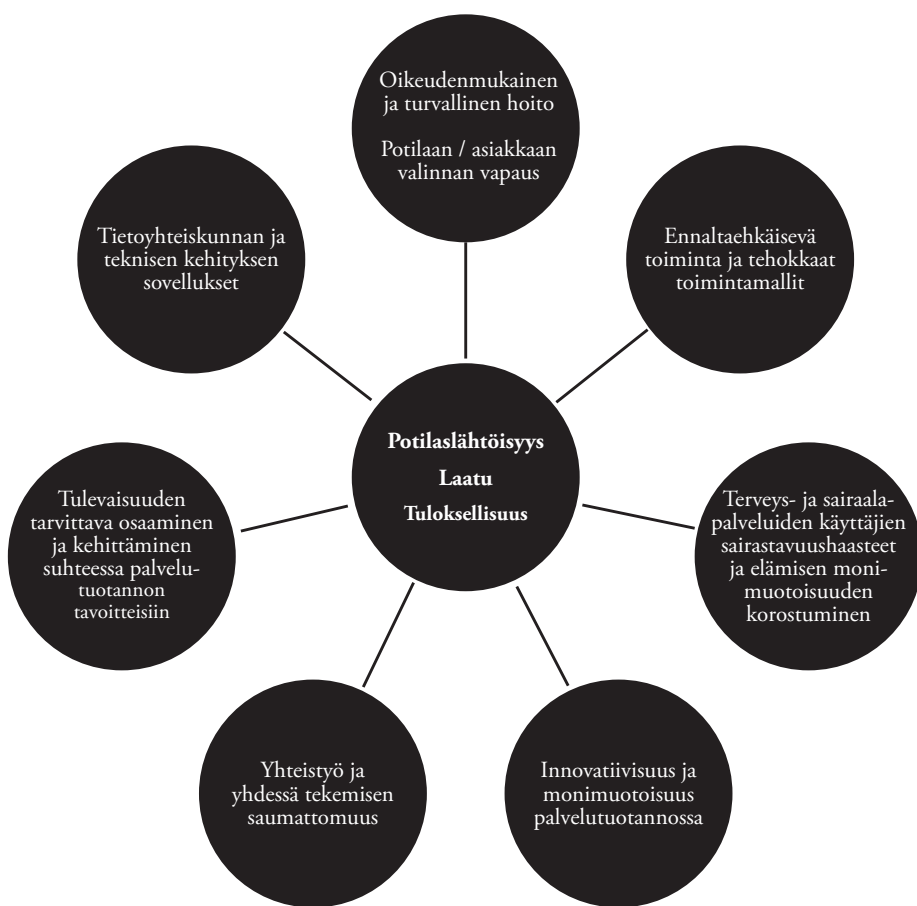 Oikeudenmukainen
ja turvallinen hoito
Potilaan / asiakkaan
valinnan vapaus
Tietoyhteiskunnan ja
teknisen kehityksen
sovellukset
Ennaltaehkäisevä
toiminta ja tehokkaat
toimintamallit
Potilaslähtöisyys
Laatu
Tuloksellisuus
Tulevaisuuden
tarvittava osaaminen
ja kehittäminen
suhteessa palvelu-
tuotannon
tavoitteisiin
Terveys- ja sairaala-
palveluiden käyttäjien
sairastavuushaasteet
ja elämisen moni-
muotoisuuden
korostuminen
Yhteistyö ja
yhdessä tekemisen
saumattomuus
Innovatiivisuus ja
monimuotoisuus
palvelutuotannossa